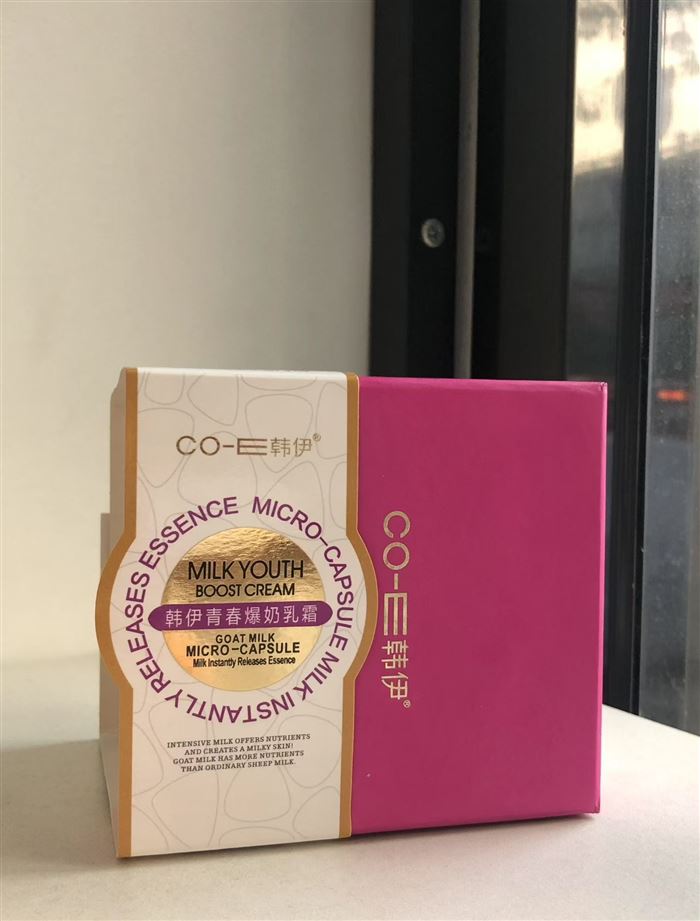 CO-E韩伊®
MICRO-CAPSULE MILK INSTANTLY RELEASES ESSENCE
MILK YOUTH
BOOST CREAM
韩伊青春爆奶乳霜
GOAT MILK
MICRO-CAPSULE
Milk Instantly Releases Essence
INTENSIVE MILK OFFERS NUTRIENTS
AND CREATES A MILKY SKIN!
GOAT MILK HAS MORE NUTRIENTS
THAN ORDINARY SHEEP MILK.
CO-E韩伊®